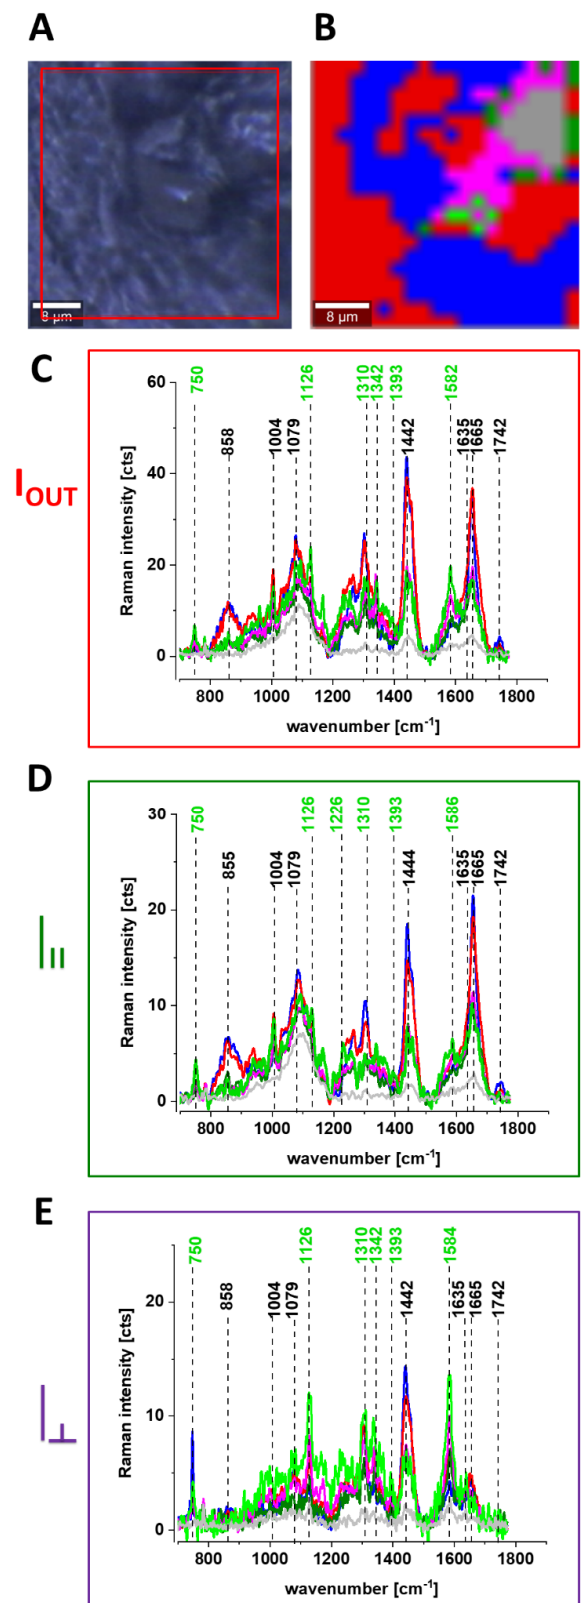 A
B
8 µm
8 µm
C
I OUT
750
858
1004
1079
1126
1310
1342
1393
1442
1582
1635
1665
1742
60
40
20
0
Raman intensity [cts]
800 1000 1200 1400 1600 1800
wavenumber [cm⁻¹]
D
I||
750
855
1004
1079
1126
1226
1310
1393
1444
1586
1635
1665
1742
30
20
10
0
Raman intensity [cts]
800 1000 1200 1400 1600 1800
wavenumber [cm⁻¹]
E
I⊥
750
858
1004
1079
1126
1310
1342
1393
1442
1584
1635
1665
1742
20
10
0
Raman intensity [cts]
800 1000 1200 1400 1600 1800
wavenumber [cm⁻¹]